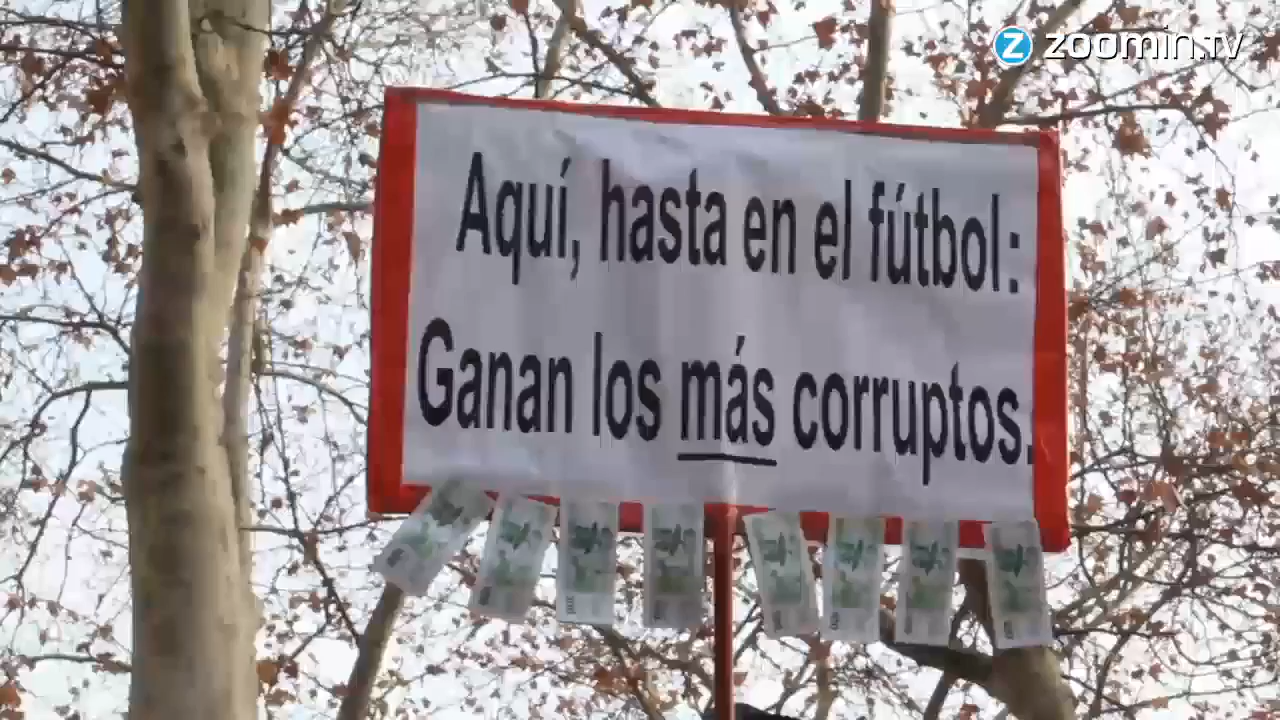 zoomin.tv
Aquí, hasta en el fútbol:
Ganan los más corruptos.